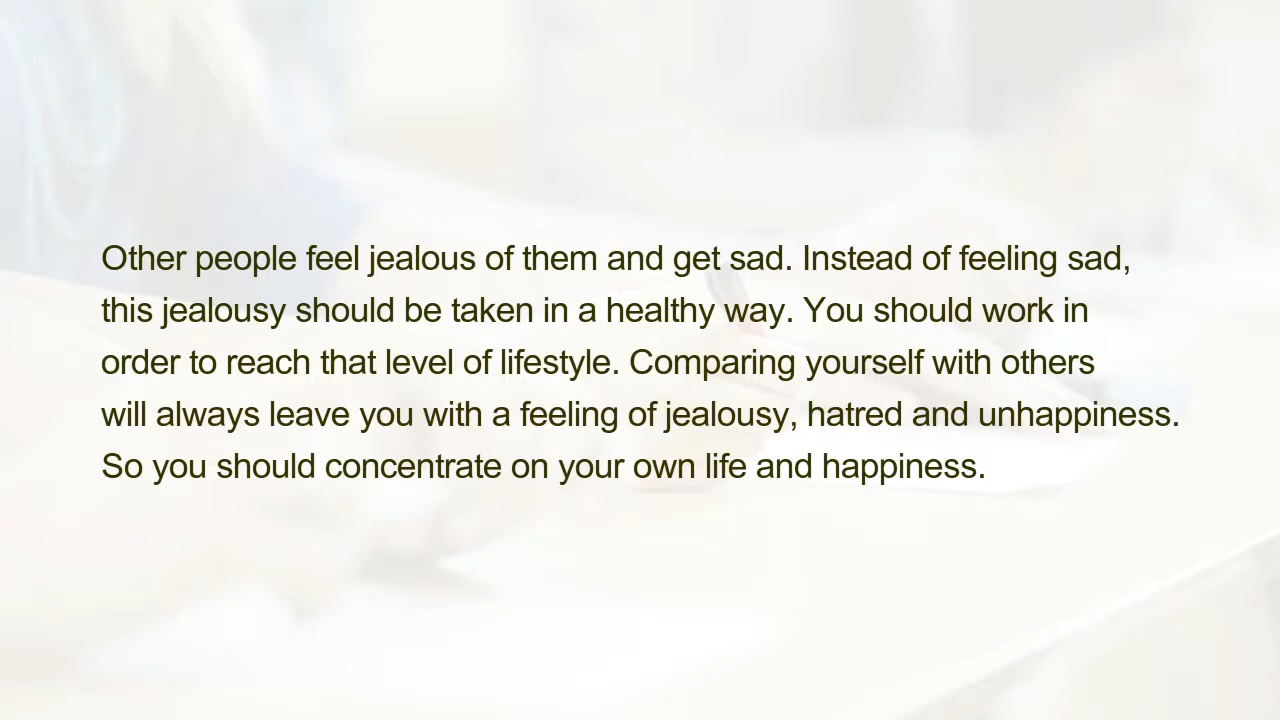 Other people feel jealous of them and get sad. Instead of feeling sad,
this jealousy should be taken in a healthy way. You should work in
order to reach that level of lifestyle. Comparing yourself with others
will always leave you with a feeling of jealousy, hatred and unhappiness.
So you should concentrate on your own life and happiness.